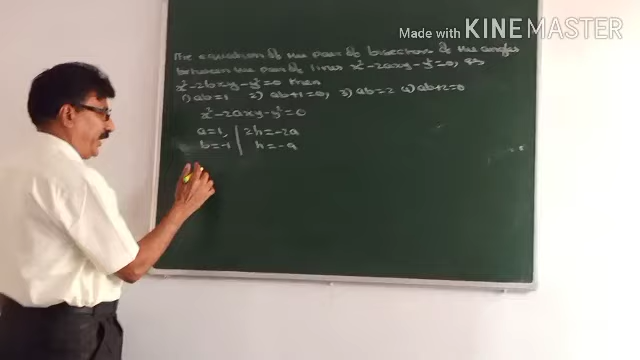 Made with KINEMASTER
The equation of the pair of bisectors of the angles
between the pair of lines x²-2axy-y²=0, is
x²-2bxy-y²=0 then
1) ab=1 2) ab+1=0, 3) ab=2 4) ab+2=0
x²-2axy-y²=0
a=1, 2h=-2a
b=-1 h=-a